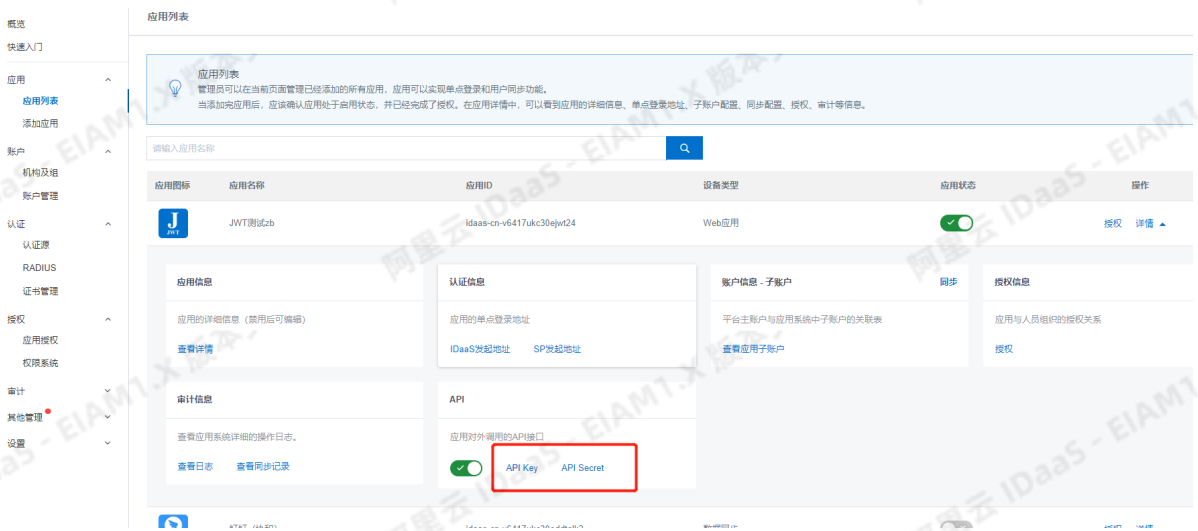 概览
快速入门
应用
应用列表
添加应用
账户
机构及组
账户管理
认证
认证源
RADIUS
证书管理
授权
应用授权
权限系统
审计
其他管理
设置
应用列表
应用列表
管理员可以在当前页面管理已经添加的所有应用，应用可以实现单点登录和用户同步功能。
当添加完应用后，应该确认应用处于启用状态，并已经完成了授权。在应用详情中，可以看到应用的详细信息、单点登录地址、子账户配置、同步配置、授权、审计等信息。
请输入应用名称
应用图标 应用名称 应用ID 设备类型 应用状态 操作
J JWT JWT测试zb idaas-cn-v6417ukc30ejwt24 Web应用 授权 详情
应用信息
应用的详细信息（禁用后可编辑）
查看详情
认证信息
应用的单点登录地址
IDaaS发起地址 SP发起地址
账户信息 - 子账户 同步
平台主账户与应用系统中子账户的关联表
查看应用子账户
授权信息
应用与人员组织的授权关系
授权
审计信息
查看应用系统详细的操作日志。
查看日志 查看同步记录
API
应用对外调用的API接口
API Key API Secret
阿里云 IDaaS - EIAM1.X 版本